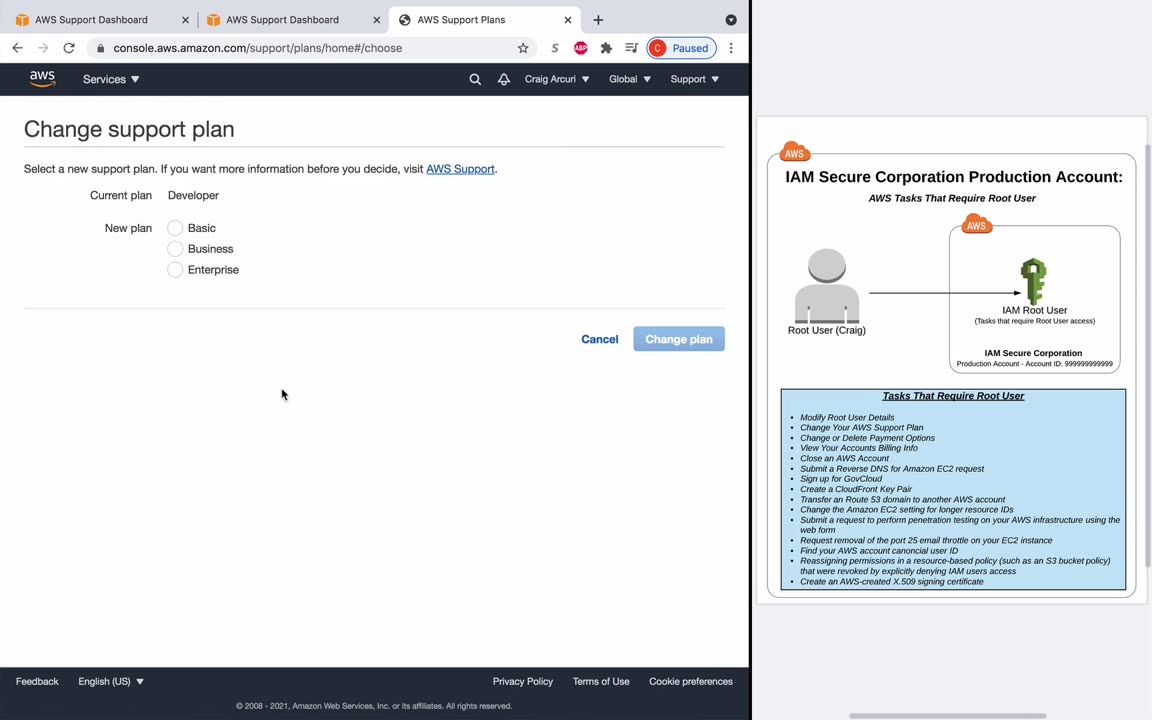 AWS Support Dashboard
AWS Support Dashboard
AWS Support Plans
console.aws.amazon.com/support/plans/home#/choose
S
ABP
C Paused
aws
Services
Craig Arcuri
Global
Support
Change support plan
Select a new support plan. If you want more information before you decide, visit AWS Support.
Current plan Developer
New plan Basic
Business
Enterprise
Cancel
Change plan
Feedback
English (US)
Privacy Policy
Terms of Use
Cookie preferences
© 2008 - 2021, Amazon Web Services, Inc. or its affiliates. All rights reserved.
AWS
IAM Secure Corporation Production Account:
AWS Tasks That Require Root User
AWS
Root User (Craig)
IAM Root User
(Tasks that require Root User access)
IAM Secure Corporation
Production Account - Account ID: 999999999999
Tasks That Require Root User
• Modify Root User Details
• Change Your AWS Support Plan
• Change or Delete Payment Options
• View Your Accounts Billing Info
• Close an AWS Account
• Submit a Reverse DNS for Amazon EC2 request
• Sign up for GovCloud
• Create a CloudFront Key Pair
• Transfer an Route 53 domain to another AWS account
• Change the Amazon EC2 setting for longer resource IDs
• Submit a request to perform penetration testing on your AWS infrastructure using the
web form
• Request removal of the port 25 email throttle on your EC2 instance
• Find your AWS account canoncial user ID
• Reassigning permissions in a resource-based policy (such as an S3 bucket policy)
that were revoked by explicitly denying IAM users access
• Create an AWS-created X.509 signing certificate